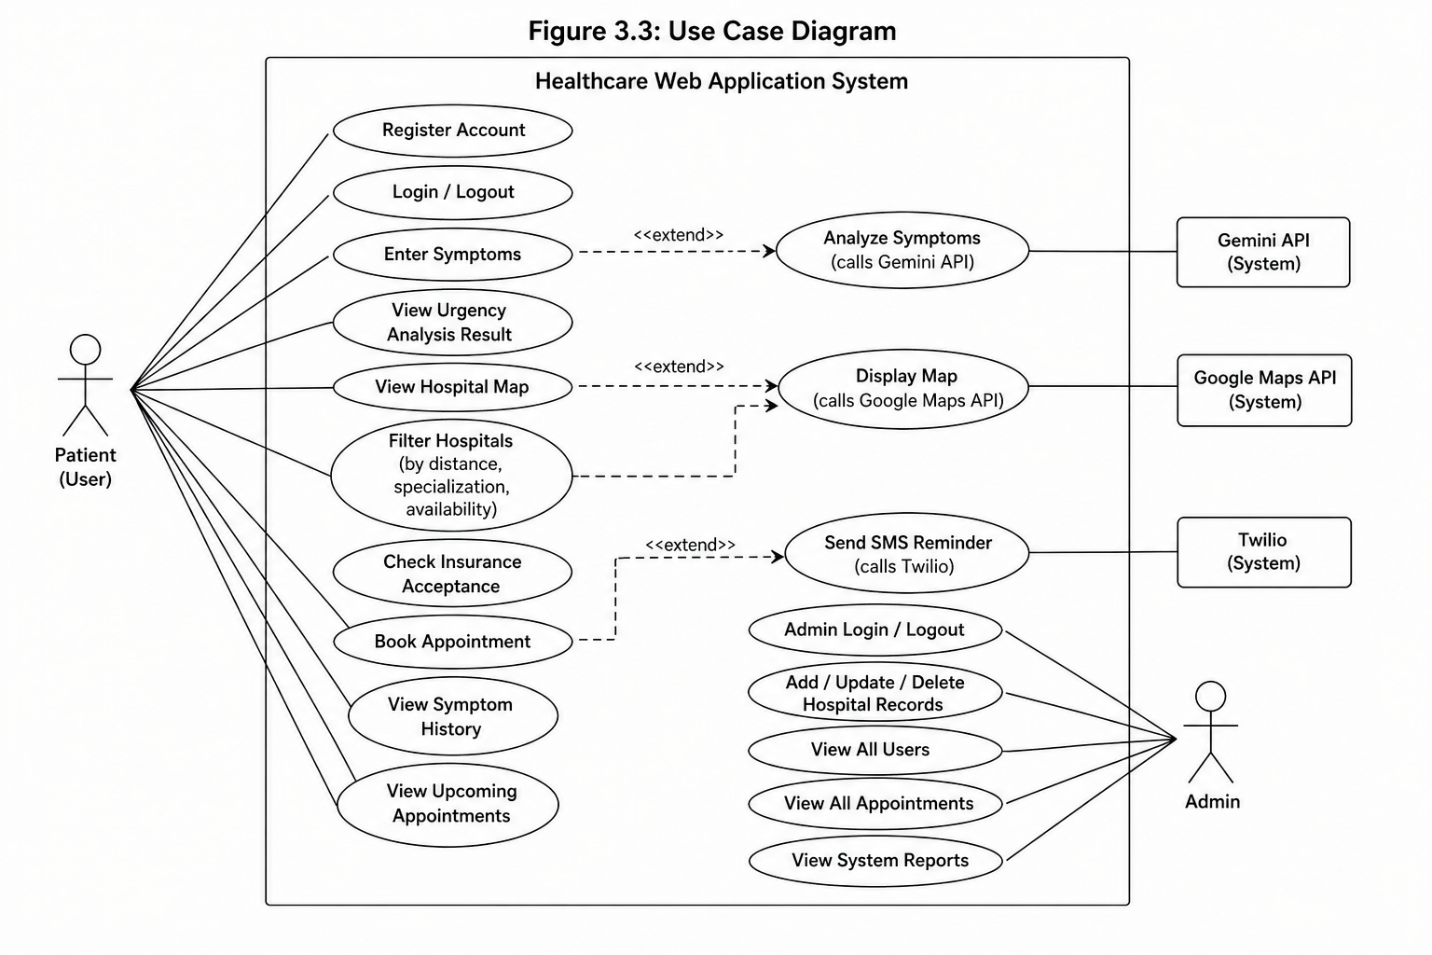 Figure 3.3: Use Case Diagram
Healthcare Web Application System
Register Account
Login / Logout
Enter Symptoms
<<extend>>
Analyze Symptoms
(calls Gemini API)
Gemini API
(System)
View Urgency
Analysis Result
View Hospital Map
<<extend>>
Display Map
(calls Google Maps API)
Google Maps API
(System)
Patient
(User)
Filter Hospitals
(by distance,
specialization,
availability)
Check Insurance
Acceptance
<<extend>>
Send SMS Reminder
(calls Twilio)
Twilio
(System)
Book Appointment
Admin Login / Logout
View Symptom
History
Add / Update / Delete
Hospital Records
View All Users
View Upcoming
Appointments
View All Appointments
Admin
View System Reports